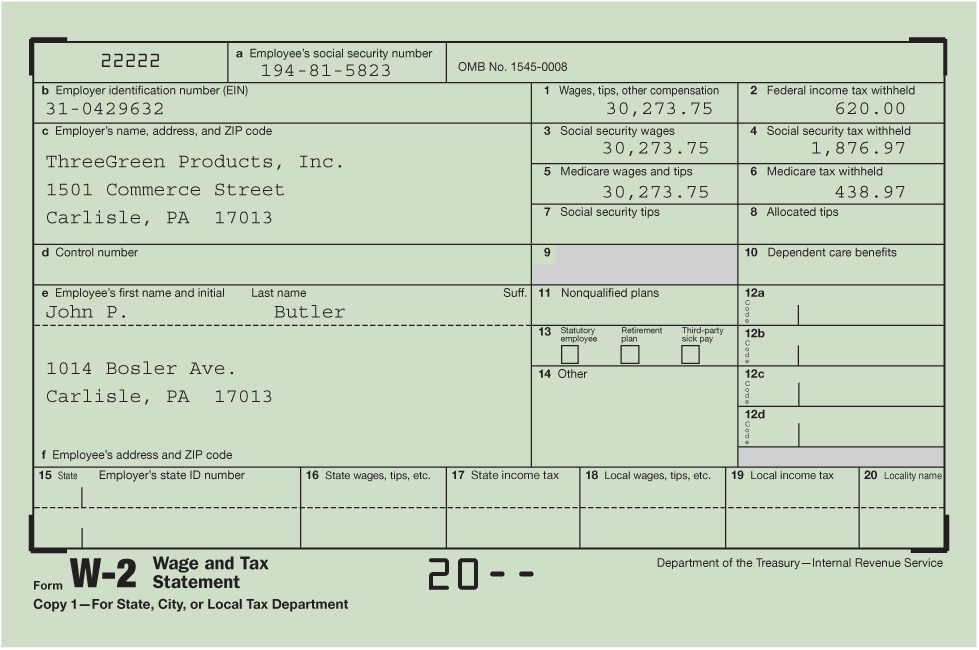 22222
a Employee's social security number
194-81-5823
OMB No. 1545-0008
b Employer identification number (EIN)
31-0429632
1 Wages, tips, other compensation
30,273.75
2 Federal income tax withheld
620.00
c Employer's name, address, and ZIP code
ThreeGreen Products, Inc.
1501 Commerce Street
Carlisle, PA 17013
3 Social security wages
30,273.75
4 Social security tax withheld
1,876.97
5 Medicare wages and tips
30,273.75
6 Medicare tax withheld
438.97
7 Social security tips
8 Allocated tips
d Control number
9
10 Dependent care benefits
e Employee's first name and initial Last name Suff.
John P. Butler
1014 Bosler Ave.
Carlisle, PA 17013
f Employee's address and ZIP code
11 Nonqualified plans
12a
Code
13 Statutory employee Retirement plan Third-party sick pay
12b
Code
14 Other
12c
Code
12d
Code
15 State Employer's state ID number
16 State wages, tips, etc.
17 State income tax
18 Local wages, tips, etc.
19 Local income tax
20 Locality name
Form W-2 Wage and Tax Statement
20--
Department of the Treasury—Internal Revenue Service
Copy 1—For State, City, or Local Tax Department